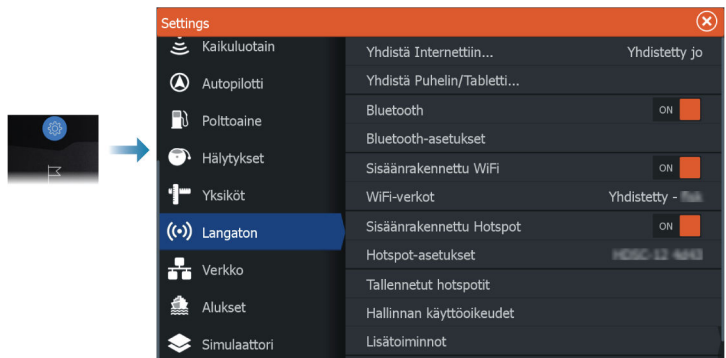 Settings
Kaikuluotain
Autopilotti
Polttoaine
Hälytykset
Yksiköt
Langaton
Verkko
Alukset
Simulaattori
Yhdistä Internettiin... Yhdistetty jo
Yhdistä Puhelin/Tabletti...
Bluetooth ON
Bluetooth-asetukset
Sisäänrakennettu WiFi ON
WiFi-verkot Yhdistetty -
Sisäänrakennettu Hotspot ON
Hotspot-asetukset
Tallennetut hotspotit
Hallinnan käyttöoikeudet
Lisätoiminnot